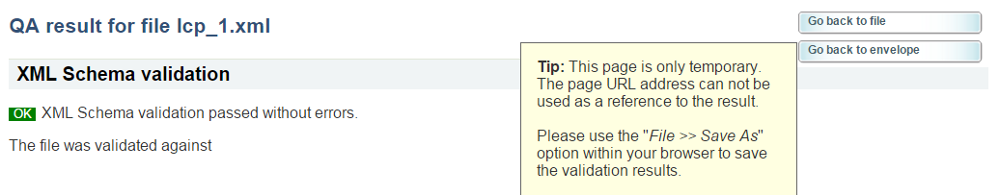 QA result for file lcp_1.xml
Go back to file
Go back to envelope
XML Schema validation
OK XML Schema validation passed without errors.
The file was validated against
Tip: This page is only temporary.
The page URL address can not be
used as a reference to the result.
Please use the "File >> Save As"
option within your browser to save
the validation results.